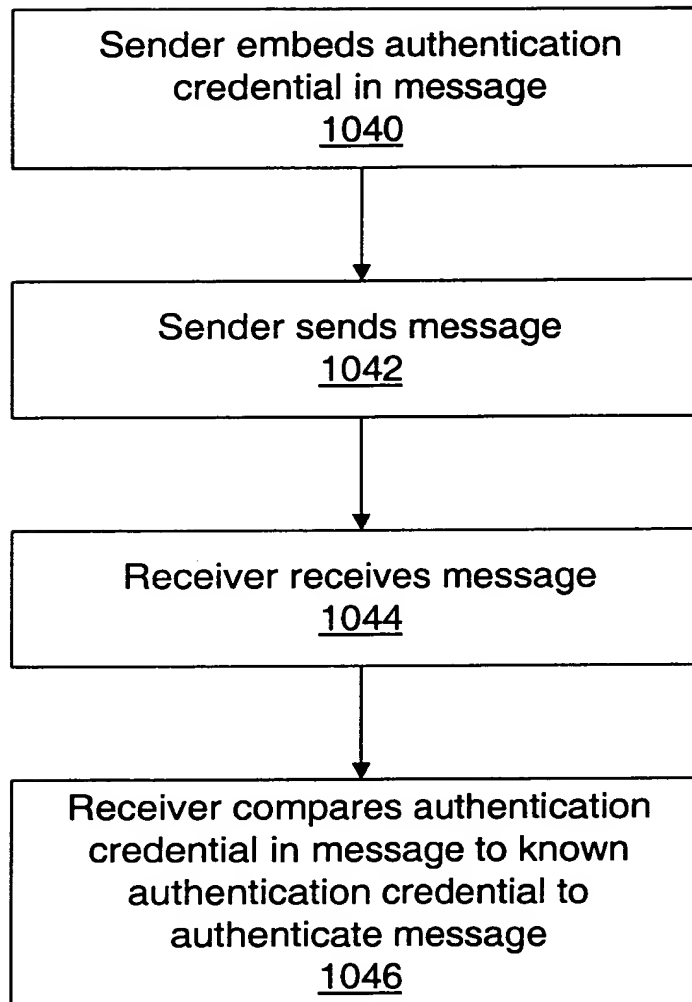 Sender embeds authentication
credential in message
1040
Sender sends message
1042
Receiver receives message
1044
Receiver compares authentication
credential in message to known
authentication credential to
authenticate message
1046